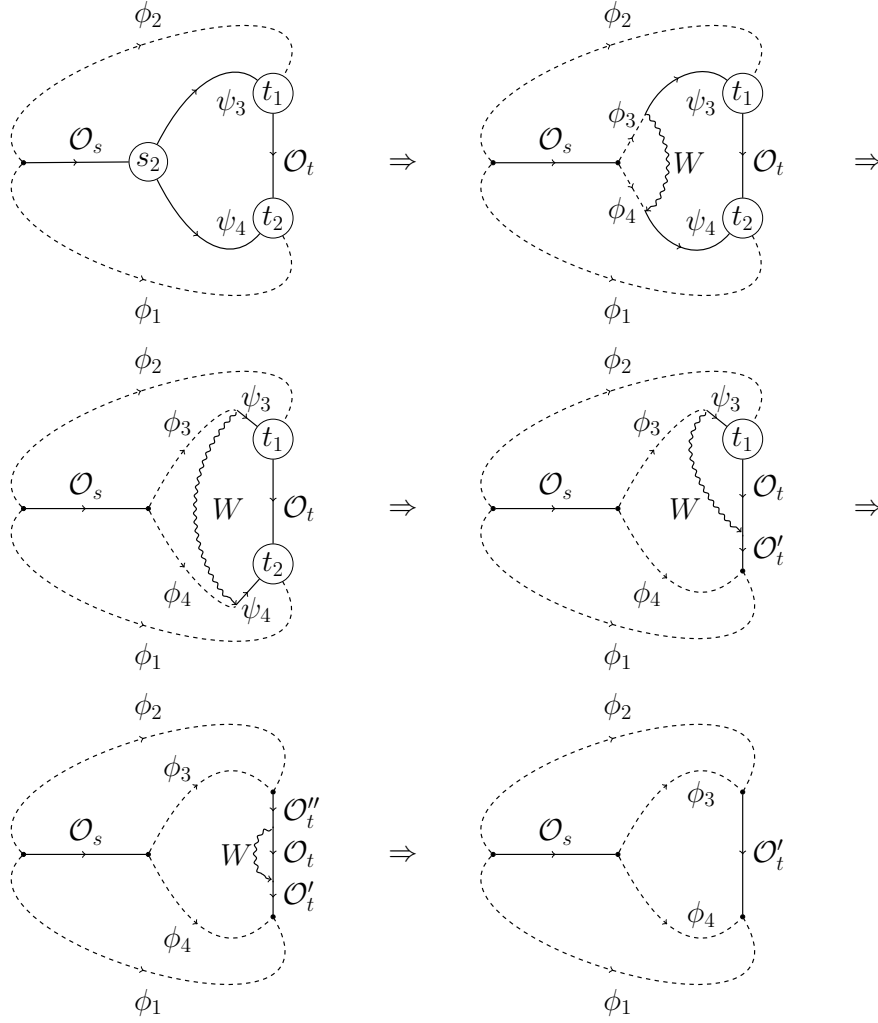 ϕ₂ ϕ₂
t₁ t₁
ψ₃ ϕ₃ ψ₃
𝒪ₛ s₂ 𝒪ₜ ⇒ 𝒪ₛ W 𝒪ₜ ⇒
ψ₄ ϕ₄ ψ₄
t₂ t₂
ϕ₁ ϕ₁
ϕ₂ ϕ₂
ϕ₃ ψ₃ ϕ₃ ψ₃
t₁ t₁
𝒪ₛ W 𝒪ₜ ⇒ 𝒪ₛ W 𝒪ₜ ⇒
𝒪′ₜ
t₂
ϕ₄ ψ₄ ϕ₄
ϕ₁ ϕ₁
ϕ₂ ϕ₂
ϕ₃ ϕ₃
𝒪″ₜ
𝒪ₛ W 𝒪ₜ ⇒ 𝒪ₛ 𝒪′ₜ
𝒪′ₜ
ϕ₄ ϕ₄
ϕ₁ ϕ₁